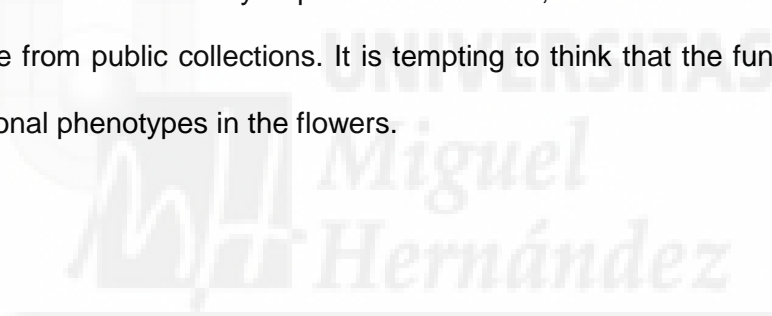 e from public collections. It is tempting to think that the fun
onal phenotypes in the flowers.
UNIVERSITAS
Miguel
Hernández